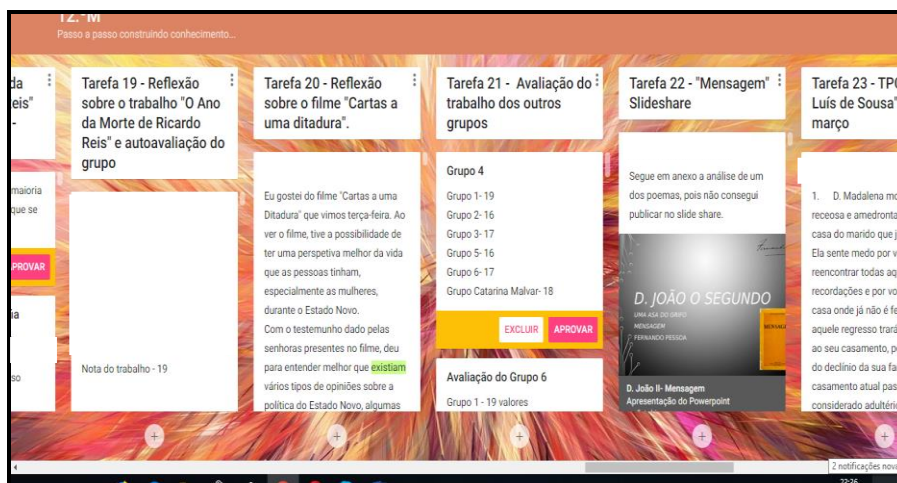 12.ºM
Passo a passo construindo conhecimento...
da
eis"
-
maioria
que se
APROVAR
ia
so
Tarefa 19 - Reflexão
sobre o trabalho "O Ano
da Morte de Ricardo
Reis" e autoavaliação do
grupo
Nota do trabalho - 19
Tarefa 20 - Reflexão
sobre o filme "Cartas a
uma ditadura".
Eu gostei do filme "Cartas a uma
Ditadura" que vimos terça-feira. Ao
ver o filme, tive a possibilidade de
ter uma perspetiva melhor da vida
que as pessoas tinham,
especialmente as mulheres,
durante o Estado Novo.
Com o testemunho dado pelas
senhoras presentes no filme, deu
para entender melhor que existiam
vários tipos de opiniões sobre a
política do Estado Novo, algumas
Tarefa 21 - Avaliação do
trabalho dos outros
grupos
Grupo 4
Grupo 1- 19
Grupo 2- 16
Grupo 3- 17
Grupo 5- 16
Grupo 6- 17
Grupo Catarina Malvar- 18
EXCLUIR APROVAR
Avaliação do Grupo 6
Grupo 1 - 19 valores
Tarefa 22 - "Mensagem"
Slideshare
Segue em anexo a análise de um
dos poemas, pois não consegui
publicar no slide share.
D. JOÃO O SEGUNDO
UMA ASA DO GRIFO
MENSAGEM
FERNANDO PESSOA
MENSAGEM
D. João II- Mensagem
Apresentação do Powerpoint
Tarefa 23 - TPC
Luís de Sousa"
março
1. D. Madalena mo
receosa e amedronta
casa do marido que j
Ela sente medo por v
reencontrar todas aq
recordações e por vo
casa onde já não é fe
aquele regresso trará
ao seu casamento, p
do declínio da sua fa
casamento atual pas
considerado adultéri
2 notificações nova
22:26